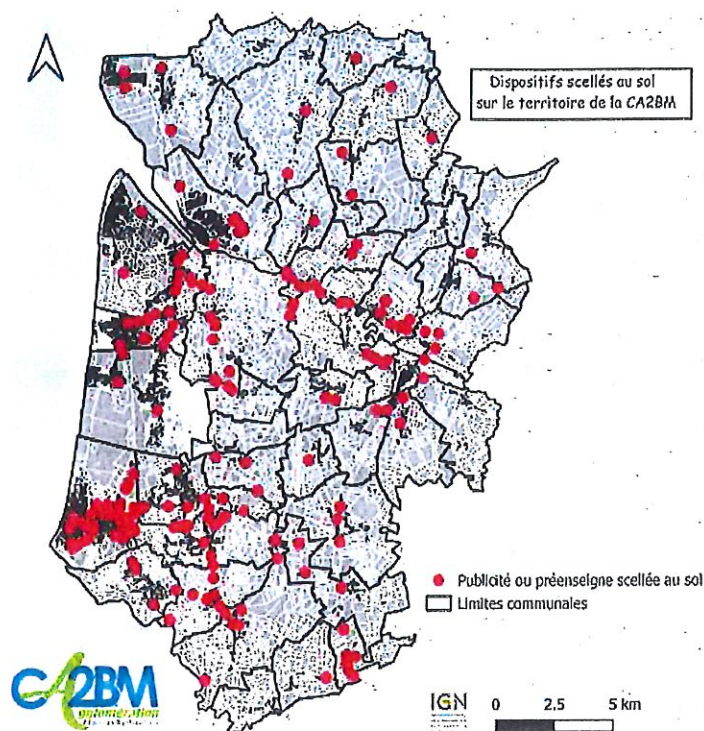 Dispositifs scellés au sol
sur le territoire de la CA2BM
Publicité ou préenseigne scellée au sol
Limites communales
CA2BM
IGN
0 2.5 5 km